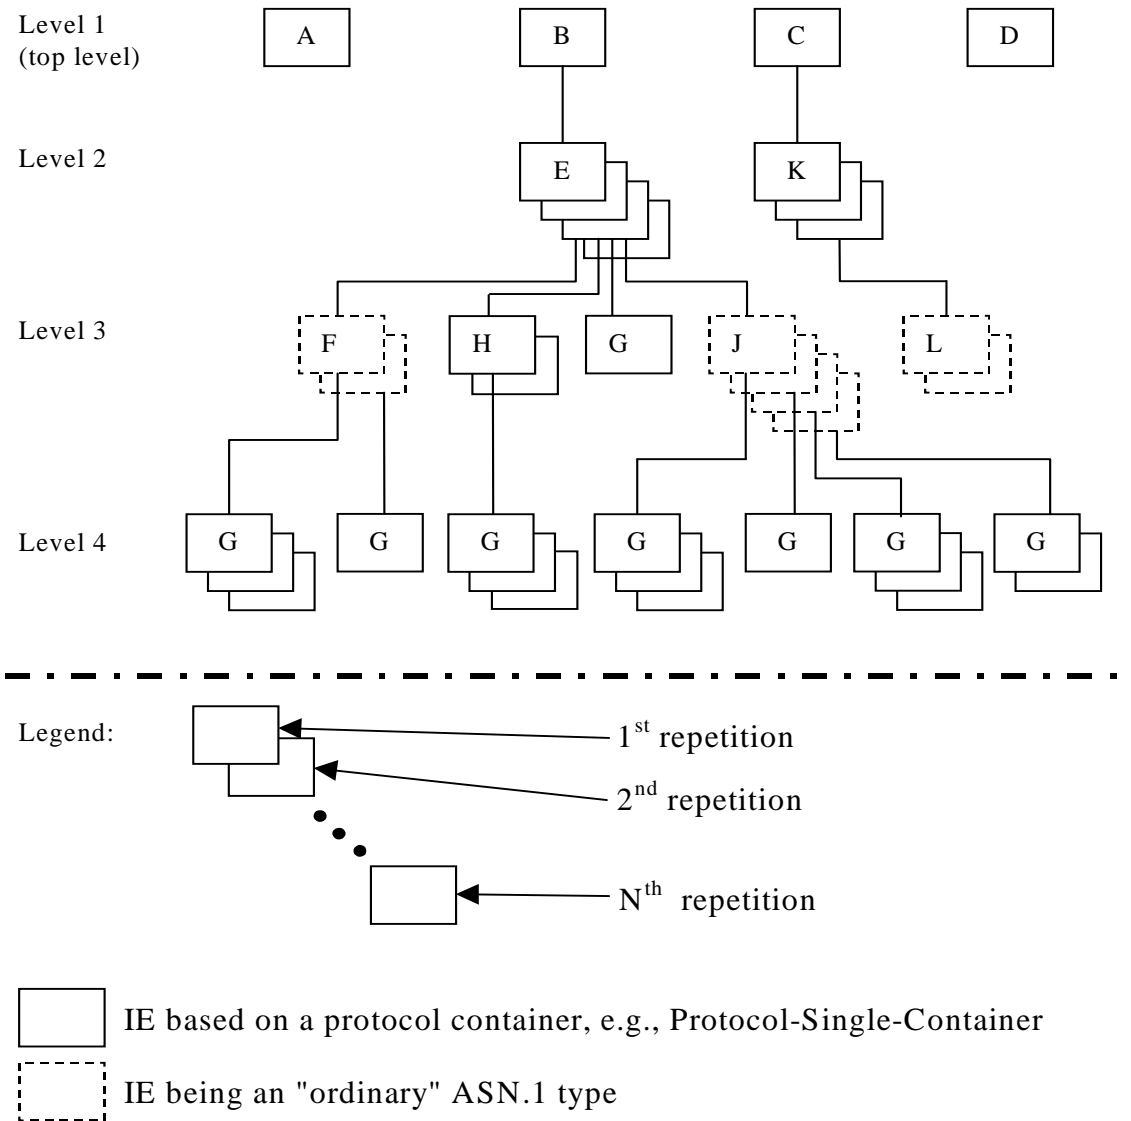 Level 1
(top level)
A
B
C
D
Level 2
E
K
Level 3
F
H
G
J
L
Level 4
G
G
G
G
G
G
G
Legend:
1st repetition
2nd repetition
Nth repetition
IE based on a protocol container, e.g., Protocol-Single-Container
IE being an "ordinary" ASN.1 type